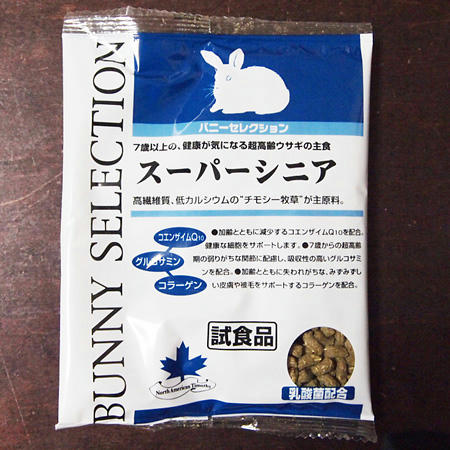 BUNNY SELECTION
バニーセレクション
7歳以上の、健康が気になる超高齢ウサギの主食
スーパーシニア
高繊維質、低カルシウムの“チモシー牧草”が主原料。
コエンザイムQ10
グルコサミン
コラーゲン
●加齢とともに減少するコエンザイムQ10を配合。
健康な細胞をサポートします。●7歳からの超高齢
期の弱りがちな関節に配慮し、吸収性の高いグルコサミ
ンを配合。●加齢とともに失われがちな、みずみずし
い皮膚や被毛をサポートするコラーゲンを配合。
試食品
North American Timothy
乳酸菌配合